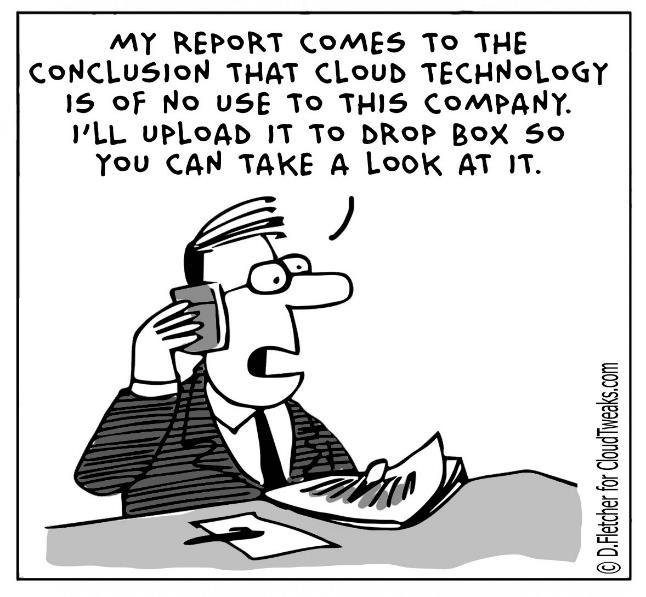 MY REPORT COMES TO THE
CONCLUSION THAT CLOUD TECHNOLOGY
IS OF NO USE TO THIS COMPANY.
I'LL UPLOAD IT TO DROP BOX SO
YOU CAN TAKE A LOOK AT IT.
© D.Fletcher for CloudTweaks.com